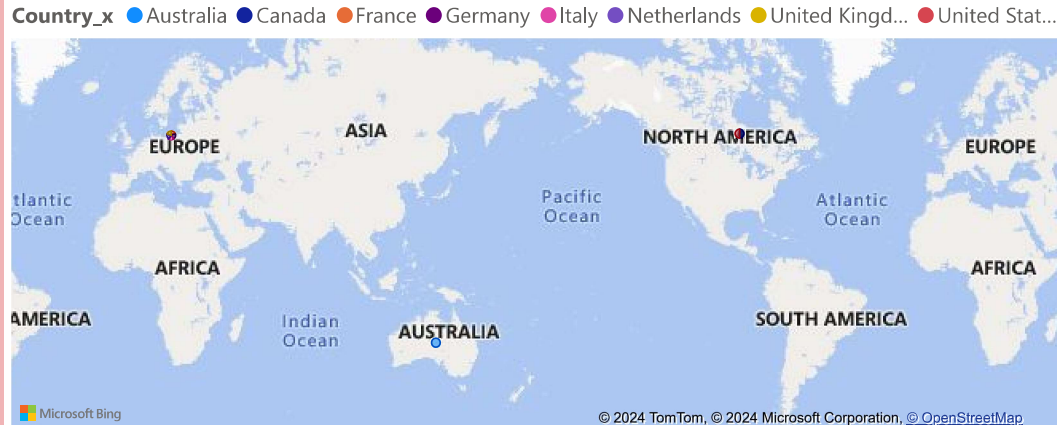 Country_x Australia Canada France Germany Italy Netherlands United Kingd... United Stat...
ASIA
NORTH AMERICA
EUROPE
EUROPE
tlantic
Ocean
Pacific
Ocean
Atlantic
Ocean
AFRICA
AFRICA
AMERICA
Indian
Ocean
AUSTRALIA
SOUTH AMERICA
Microsoft Bing
© 2024 TomTom, © 2024 Microsoft Corporation, © OpenStreetMap